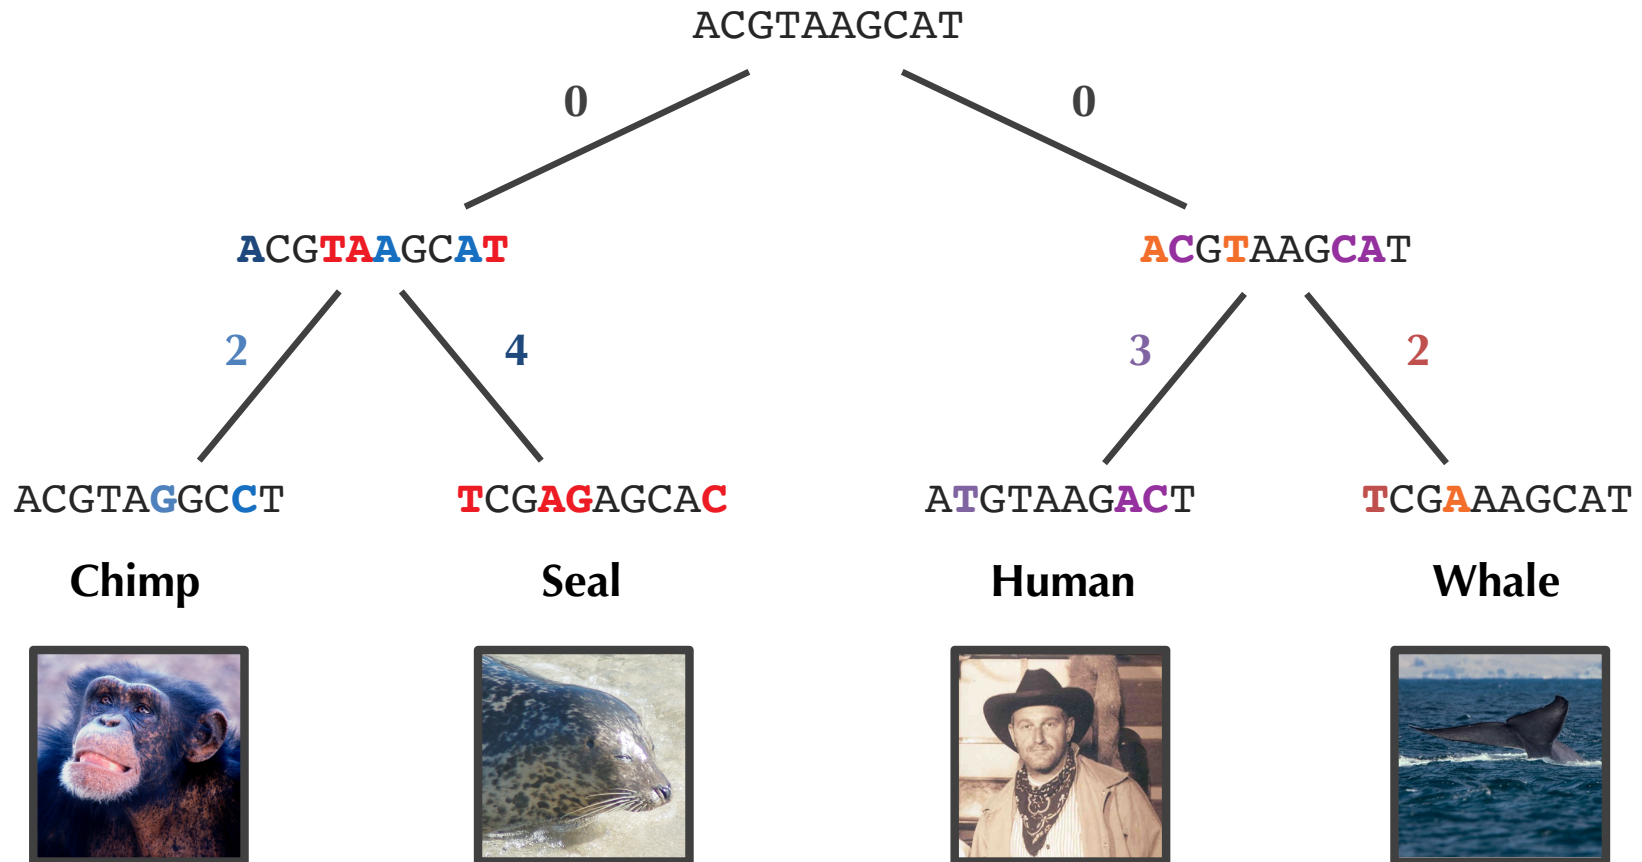 ACGTAAGCAT
0 0
ACGTAAGCAT ACGTAAGCAT
2 4 3 2
ACGTAGGCCT TCGAGAGCAC ATGTAAGACT TCGAAAGCAT
Chimp Seal Human Whale